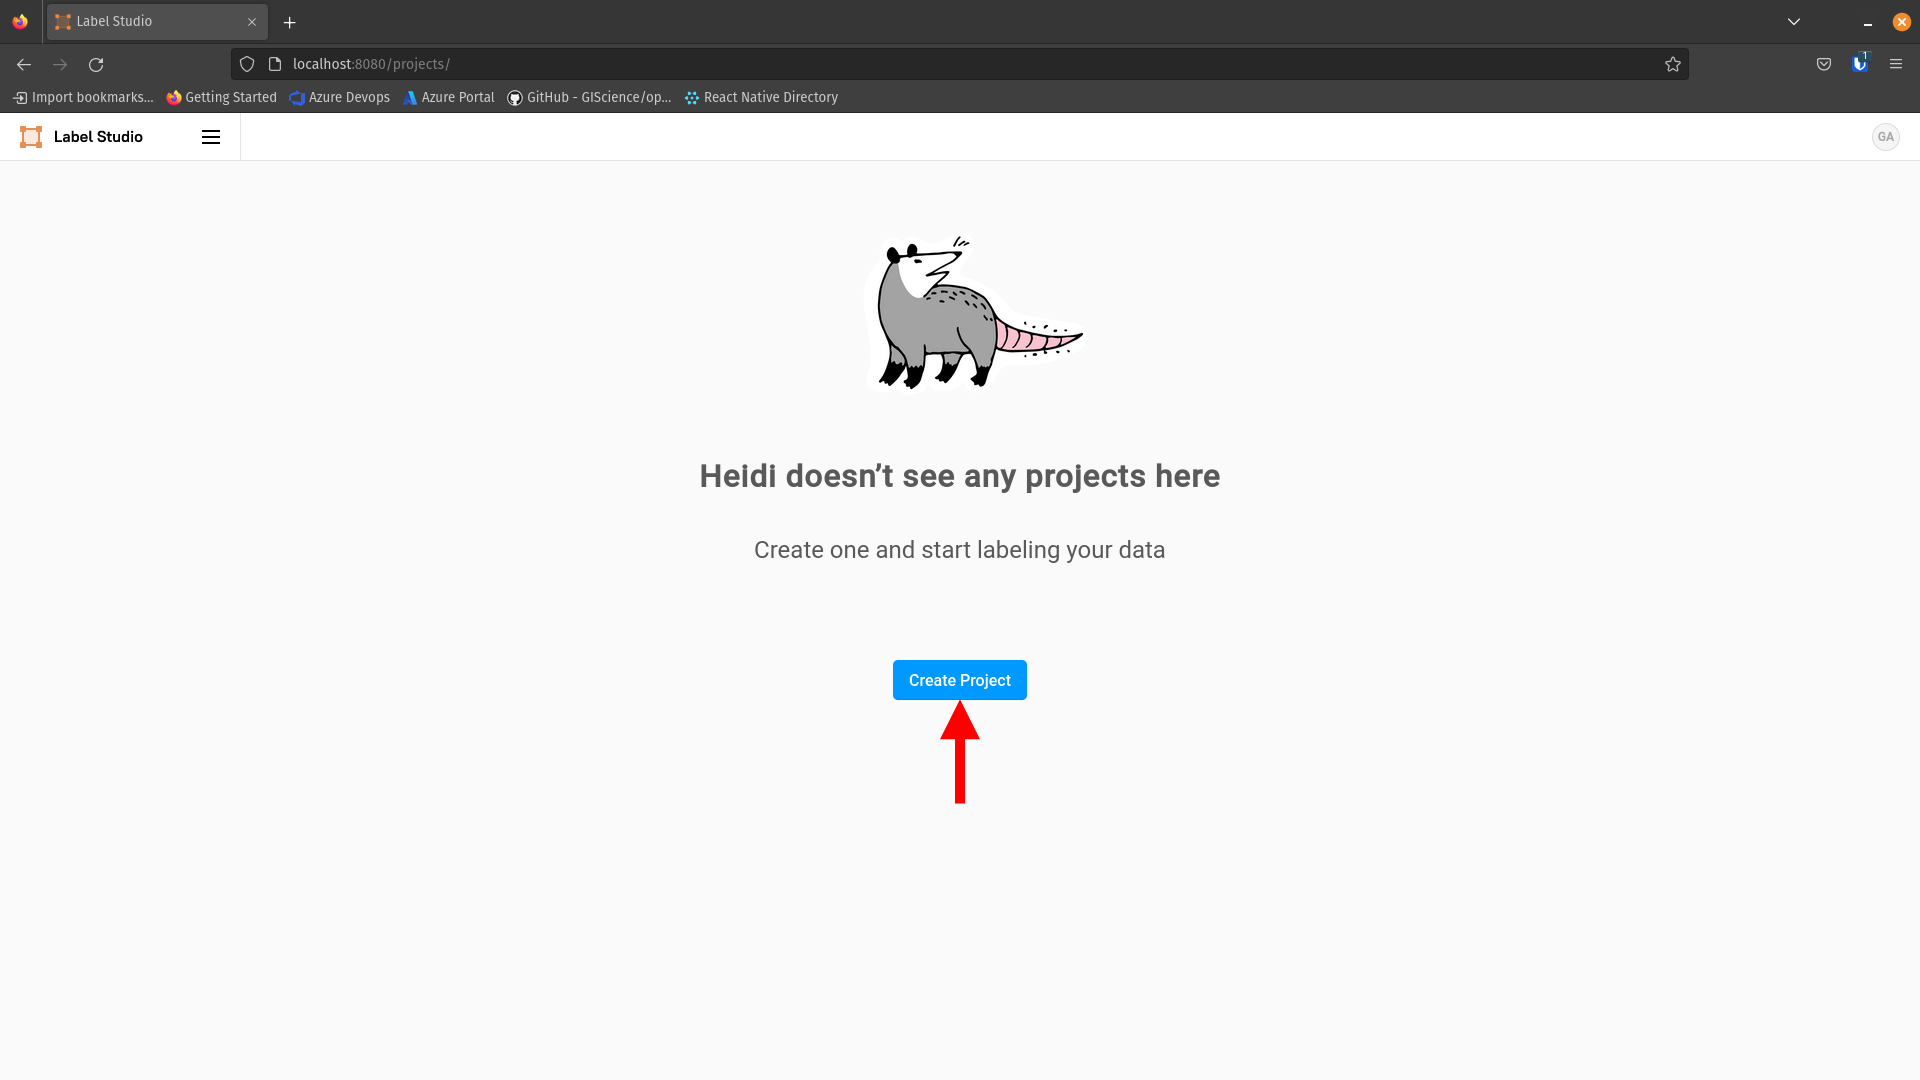 Label Studio
localhost:8080/projects/
1
Import bookmarks... Getting Started Azure Devops Azure Portal GitHub - GIScience/op... React Native Directory
Label Studio
GA
Heidi doesn’t see any projects here
Create one and start labeling your data
Create Project